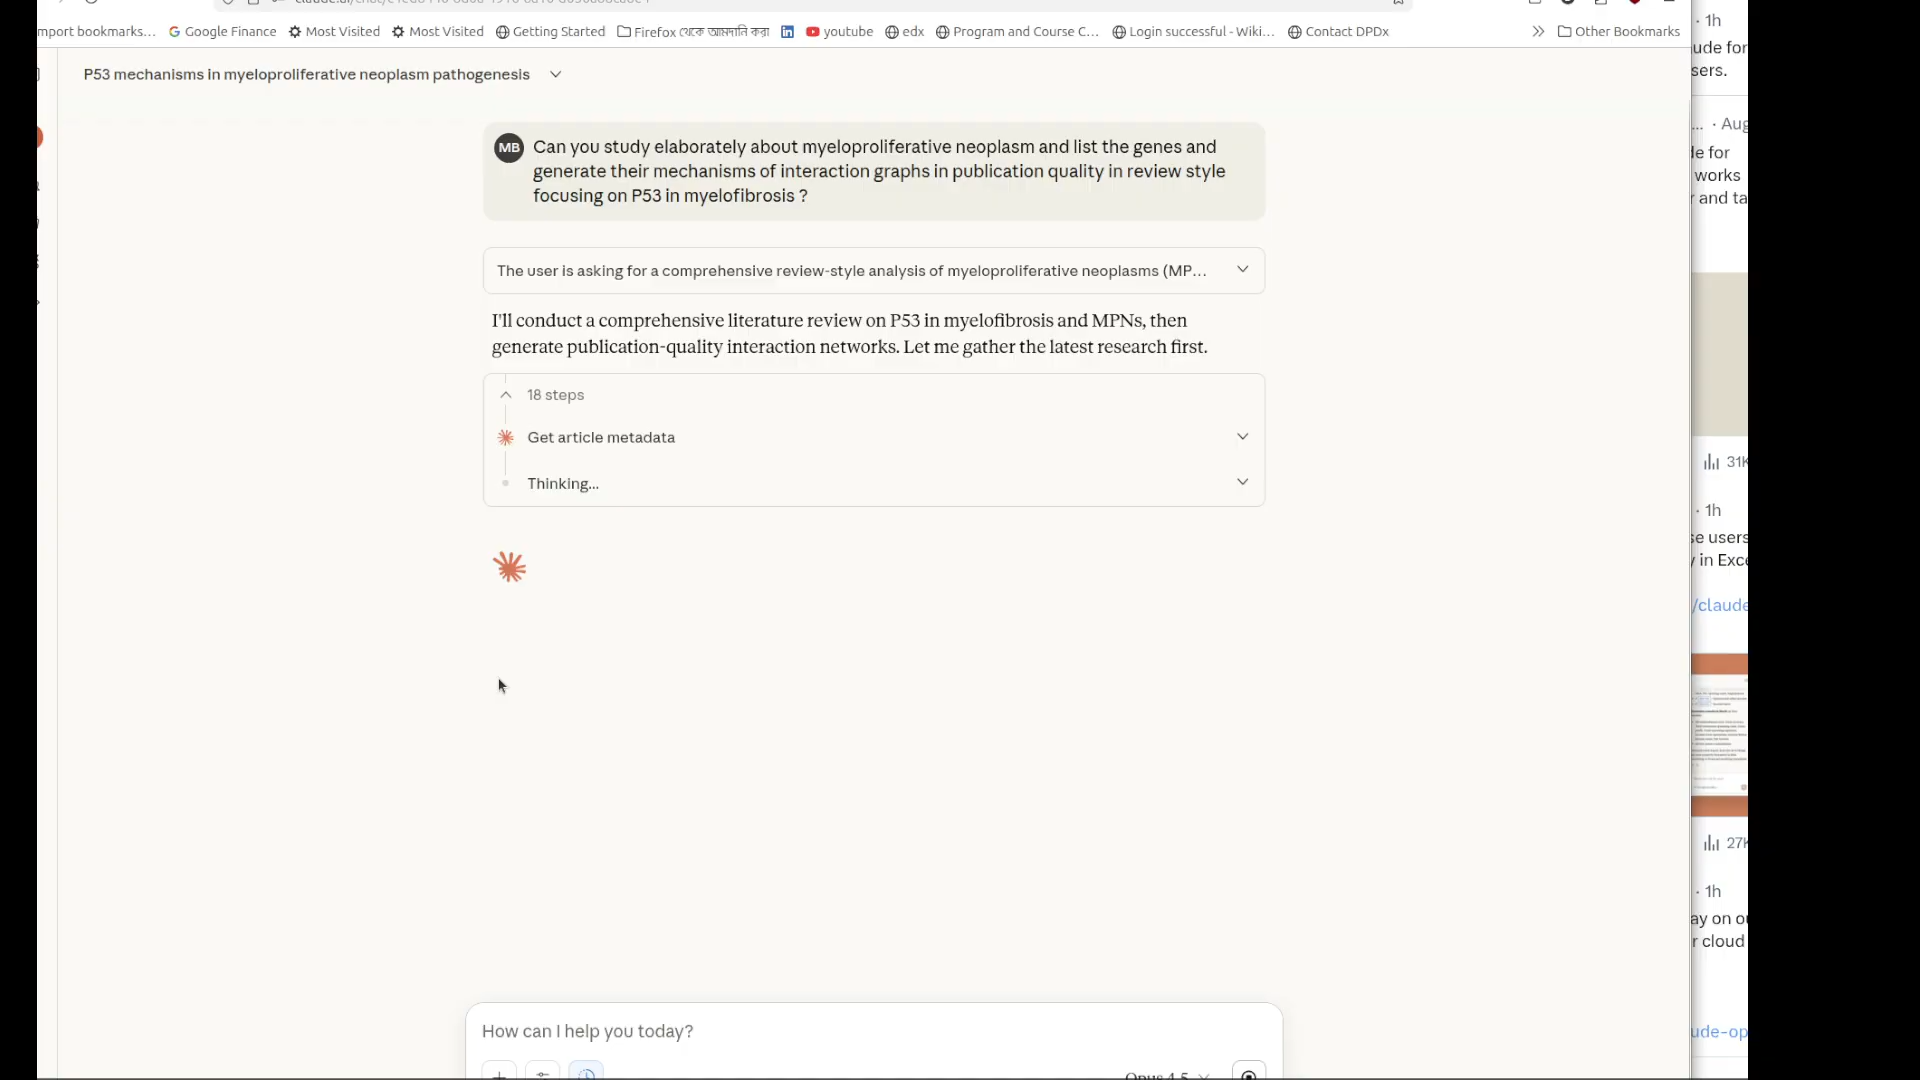 mport bookmarks... Google Finance Most Visited Most Visited Getting Started Firefox থেকে আমদানি করা youtube edx Program and Course C... Login successful - Wiki... Contact DPDx Other Bookmarks
P53 mechanisms in myeloproliferative neoplasm pathogenesis
MB
Can you study elaborately about myeloproliferative neoplasm and list the genes and
generate their mechanisms of interaction graphs in publication quality in review style
focusing on P53 in myelofibrosis ?
The user is asking for a comprehensive review-style analysis of myeloproliferative neoplasms (MP...
I'll conduct a comprehensive literature review on P53 in myelofibrosis and MPNs, then
generate publication-quality interaction networks. Let me gather the latest research first.
18 steps
Get article metadata
Thinking...
How can I help you today?
Opus 4.5
· 1h
ude for
sers.
... · Aug
de for
works
r and ta
31K
· 1h
se users
y in Exce
/claude
27K
· 1h
ay on ou
r cloud
ude-op